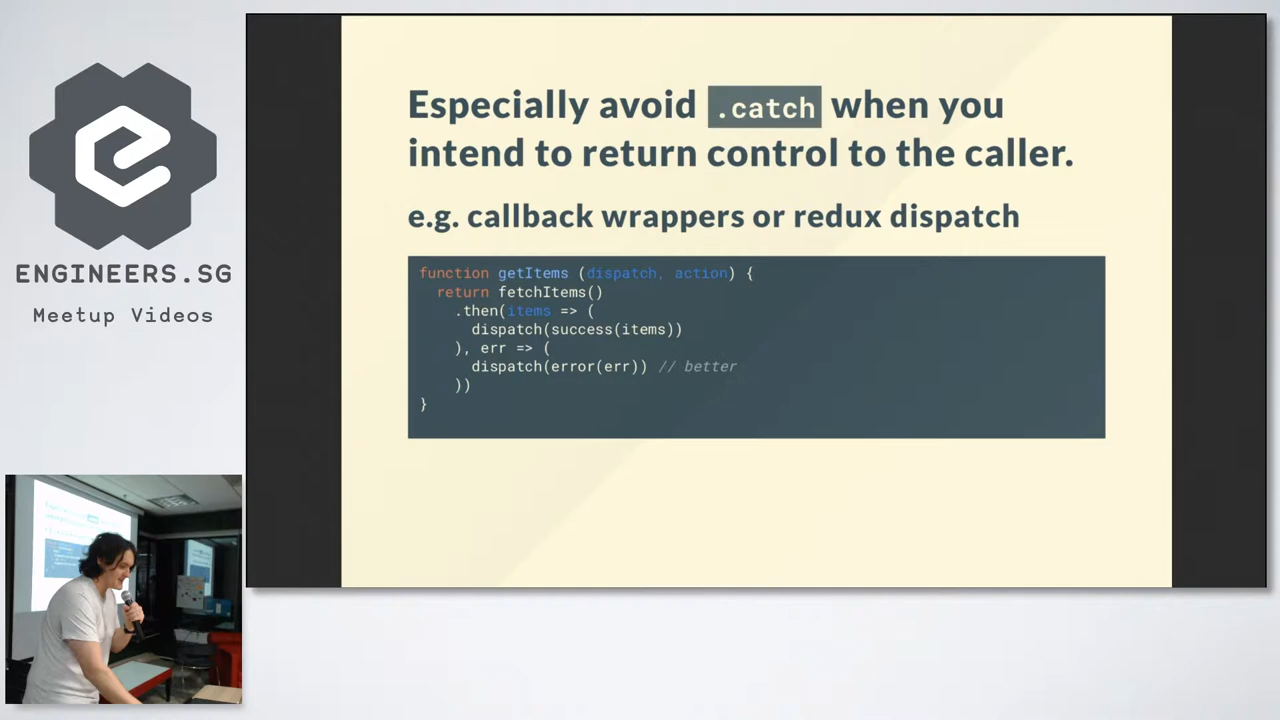 ENGINEERS.SG
Meetup Videos
Especially avoid .catch when you
intend to return control to the caller.
e.g. callback wrappers or redux dispatch
function getItems (dispatch, action) {
  return fetchItems()
    .then(items => (
      dispatch(success(items))
    ), err => (
      dispatch(error(err)) // better
    ))
}